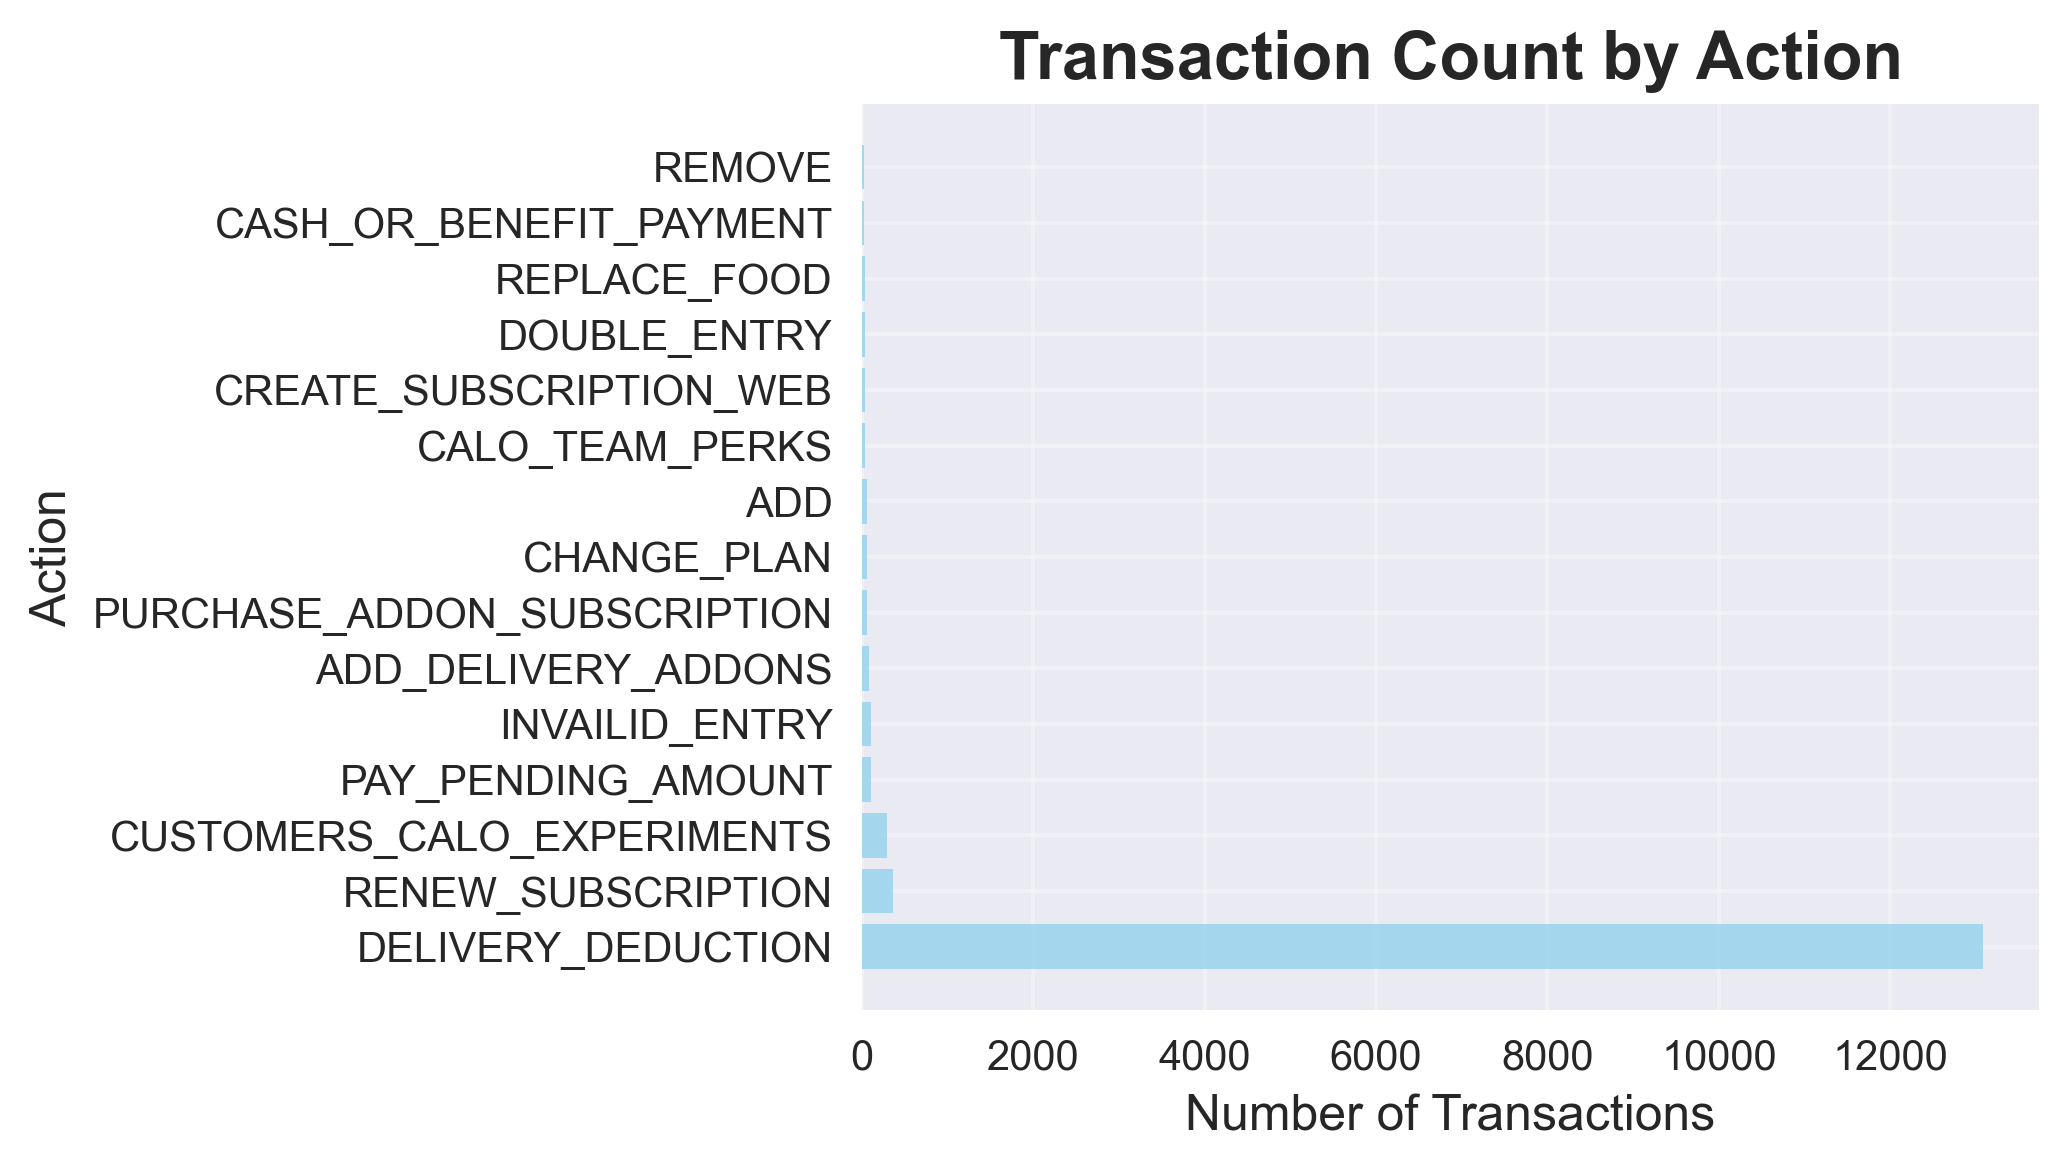 Transaction Count by Action
REMOVE
CASH_OR_BENEFIT_PAYMENT
REPLACE_FOOD
DOUBLE_ENTRY
CREATE_SUBSCRIPTION_WEB
CALO_TEAM_PERKS
ADD
CHANGE_PLAN
PURCHASE_ADDON_SUBSCRIPTION
ADD_DELIVERY_ADDONS
INVAILID_ENTRY
PAY_PENDING_AMOUNT
CUSTOMERS_CALO_EXPERIMENTS
RENEW_SUBSCRIPTION
DELIVERY_DEDUCTION
Action
0 2000 4000 6000 8000 10000 12000
Number of Transactions